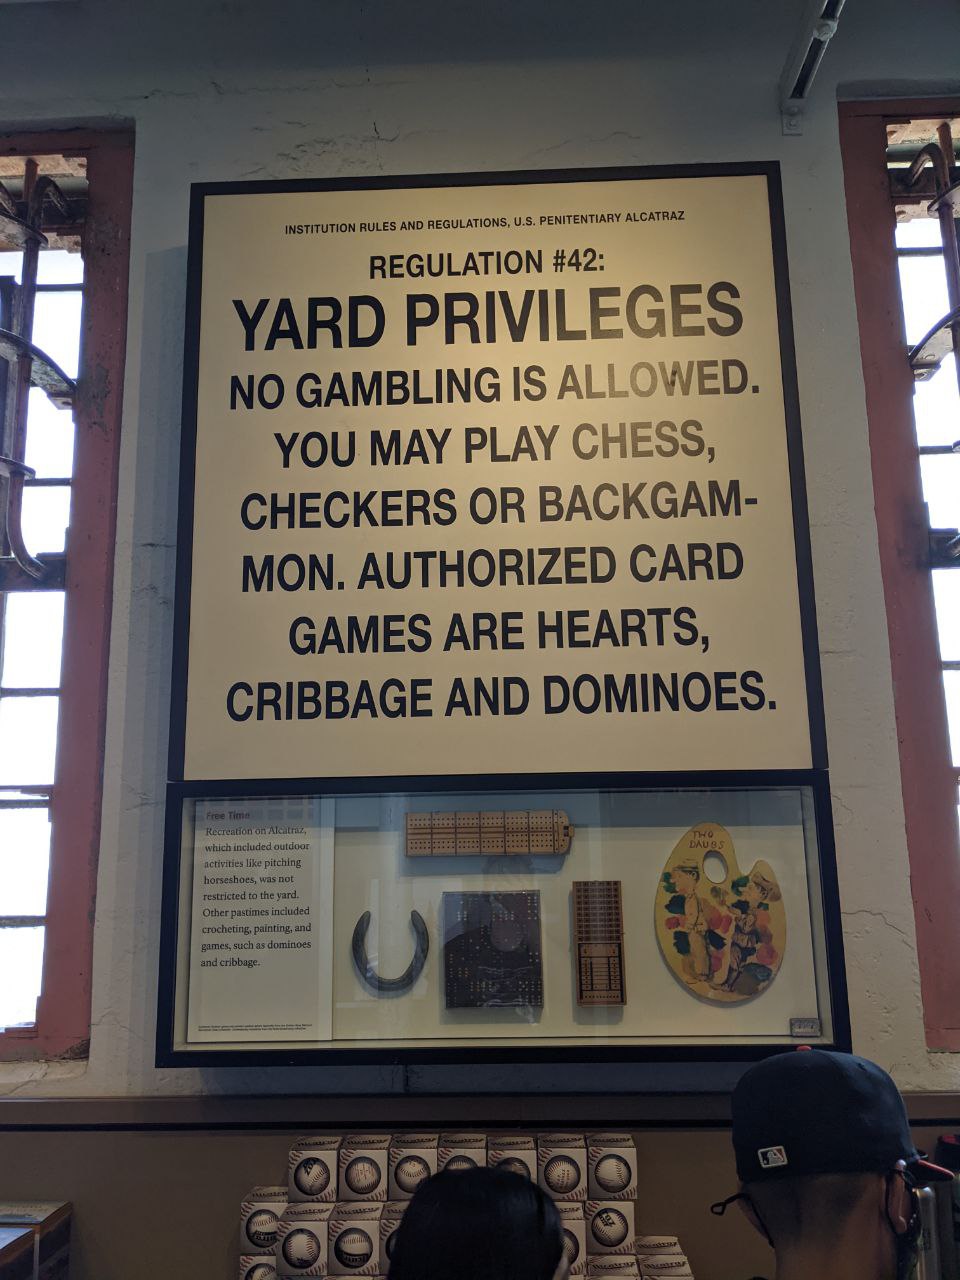 INSTITUTION RULES AND REGULATIONS, U.S. PENITENTIARY ALCATRAZ
REGULATION #42:
YARD PRIVILEGES
NO GAMBLING IS ALLOWED.
YOU MAY PLAY CHESS,
CHECKERS OR BACKGAM-
MON. AUTHORIZED CARD
GAMES ARE HEARTS,
CRIBBAGE AND DOMINOES.
Free Time
Recreation on Alcatraz,
which included outdoor
activities like pitching
horseshoes, was not
restricted to the yard.
Other pastimes included
crocheting, painting, and
games, such as dominoes
and cribbage.
TWO
DAUBS